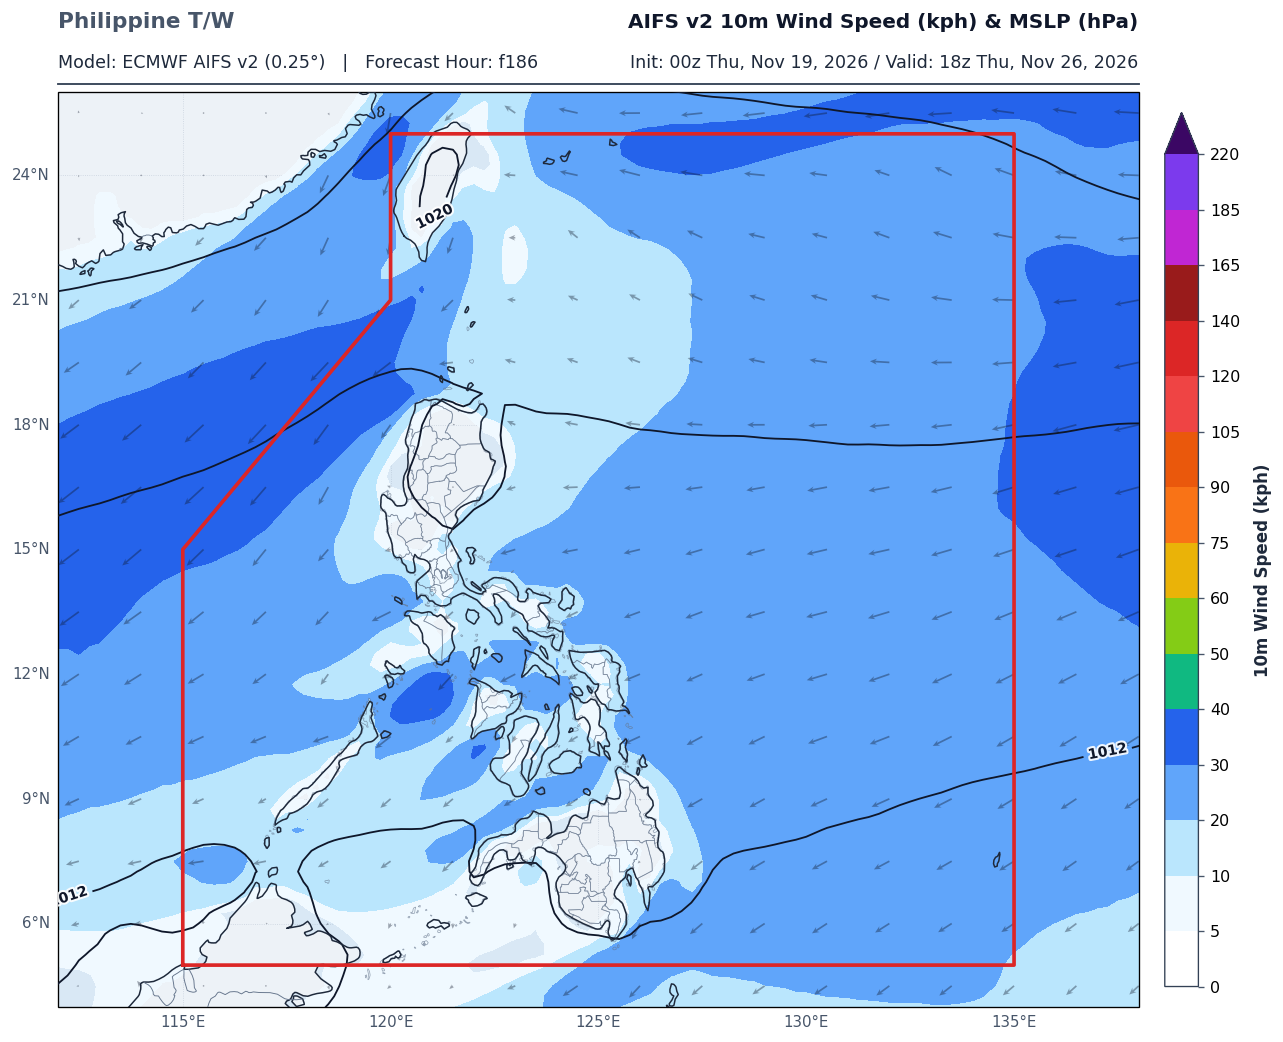 Philippine T/W
AIFS v2 10m Wind Speed (kph) & MSLP (hPa)
Model: ECMWF AIFS v2 (0.25°) | Forecast Hour: f186
Init: 00z Thu, Nov 19, 2026 / Valid: 18z Thu, Nov 26, 2026
24°N
21°N
18°N
15°N
12°N
9°N
6°N
115°E
120°E
125°E
130°E
135°E
1020
1012
1012
220
185
165
140
120
105
90
75
60
50
40
30
20
10
5
0
10m Wind Speed (kph)